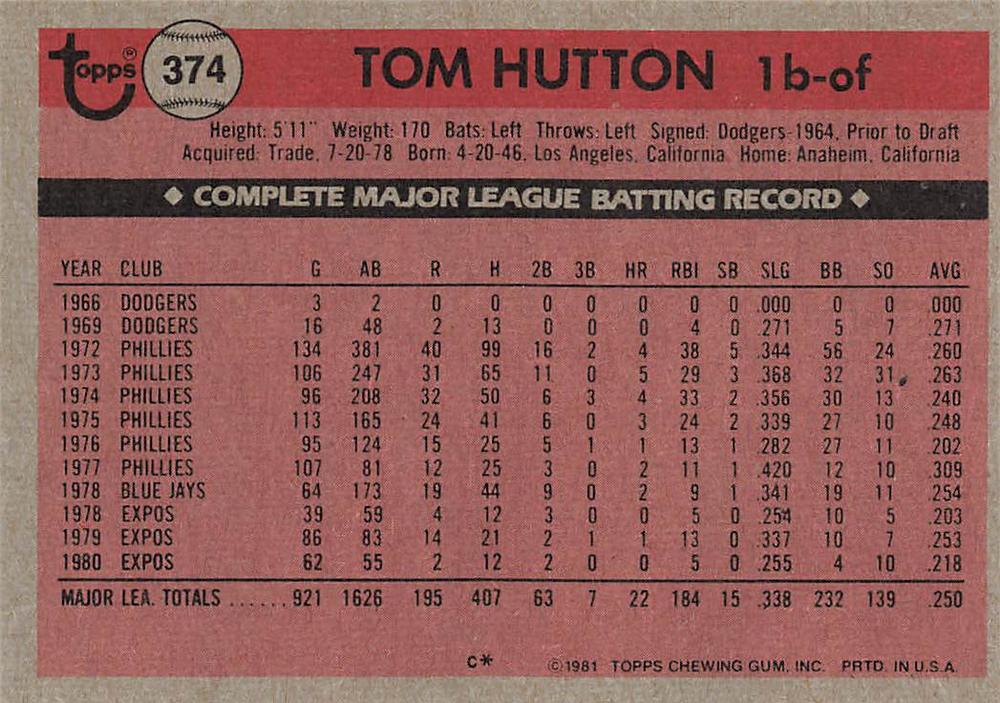 topps® 374 TOM HUTTON 1b-of
Height: 5'11" Weight: 170 Bats: Left Throws: Left Signed: Dodgers-1964, Prior to Draft
Acquired: Trade, 7-20-78 Born: 4-20-46, Los Angeles, California Home: Anaheim, California
◆ COMPLETE MAJOR LEAGUE BATTING RECORD ◆
YEAR CLUB G AB R H 2B 3B HR RBI SB SLG BB SO AVG
1966 DODGERS 3 2 0 0 0 0 0 0 0 .000 0 0 .000
1969 DODGERS 16 48 2 13 0 0 0 4 0 .271 5 7 .271
1972 PHILLIES 134 381 40 99 16 2 4 38 5 .344 56 24 .260
1973 PHILLIES 106 247 31 65 11 0 5 29 3 .368 32 31 .263
1974 PHILLIES 96 208 32 50 6 3 4 33 2 .356 30 13 .240
1975 PHILLIES 113 165 24 41 6 0 3 24 2 .339 27 10 .248
1976 PHILLIES 95 124 15 25 5 1 1 13 1 .282 27 11 .202
1977 PHILLIES 107 81 12 25 3 0 2 11 1 .420 12 10 .309
1978 BLUE JAYS 64 173 19 44 9 0 2 9 1 .341 19 11 .254
1978 EXPOS 39 59 4 12 3 0 0 5 0 .254 10 5 .203
1979 EXPOS 86 83 14 21 2 1 1 13 0 .337 10 7 .253
1980 EXPOS 62 55 2 12 2 0 0 5 0 .255 4 10 .218
MAJOR LEA. TOTALS ...... 921 1626 195 407 63 7 22 184 15 .338 232 139 .250
C* ©1981 TOPPS CHEWING GUM, INC. PRTD. IN U.S.A.